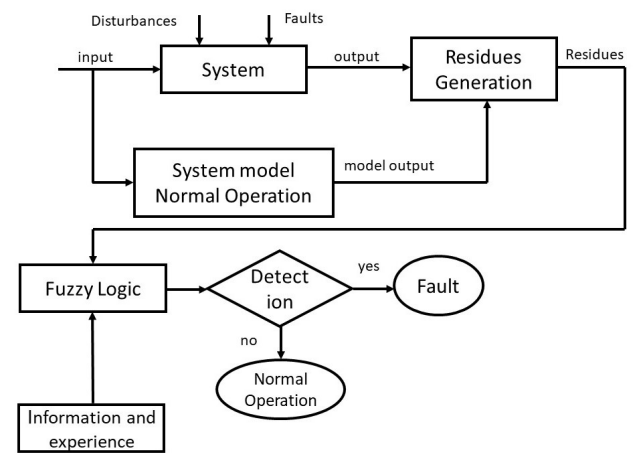 Disturbances
Faults
input
System
output
Residues
Generation
Residues
System model
Normal Operation
model output
Fuzzy Logic
Detect
ion
yes
Fault
no
Normal
Operation
Information and
experience